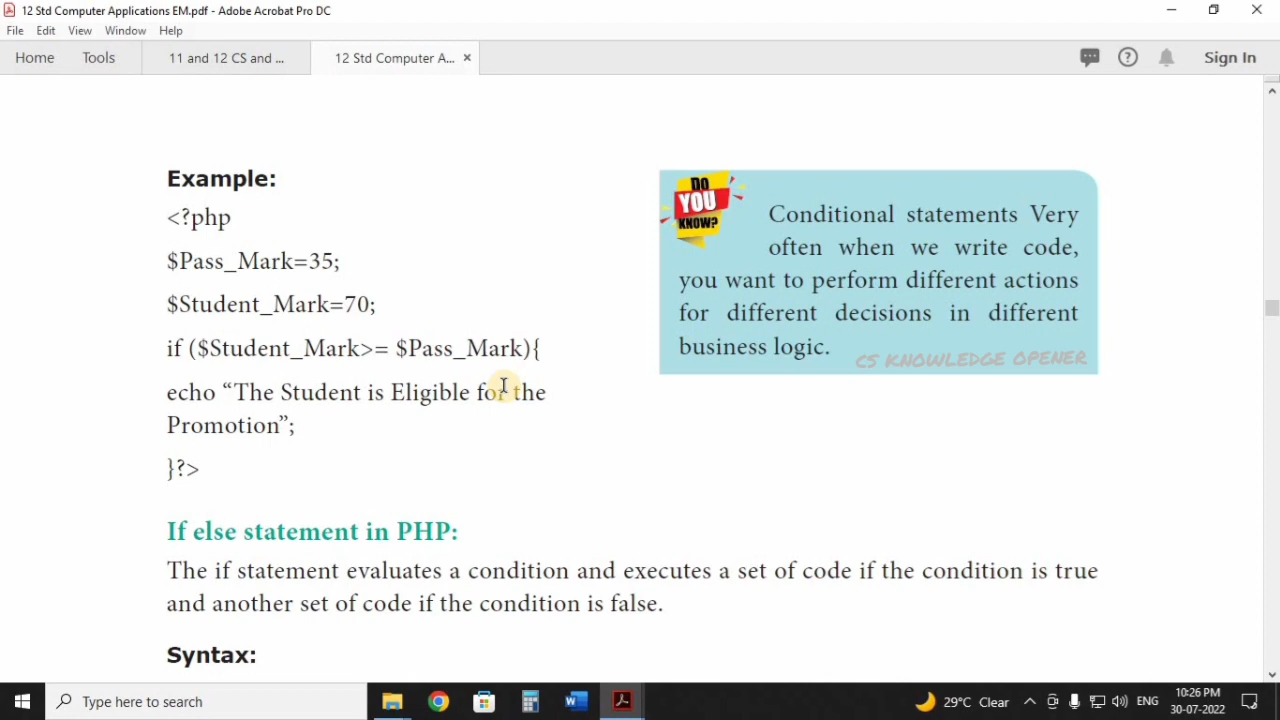 12 Std Computer Applications EM.pdf - Adobe Acrobat Pro DC
File Edit View Window Help
Home Tools 11 and 12 CS and ... 12 Std Computer A... × Sign In
Example:
<?php
$Pass_Mark=35;
$Student_Mark=70;
if ($Student_Mark>= $Pass_Mark){
echo “The Student is Eligible for the
Promotion”;
}?>
DO
YOU
KNOW?
Conditional statements Very
often when we write code,
you want to perform different actions
for different decisions in different
business logic.
CS KNOWLEDGE OPENER
If else statement in PHP:
The if statement evaluates a condition and executes a set of code if the condition is true
and another set of code if the condition is false.
Syntax:
Type here to search
29°C Clear
ENG
10:26 PM
30-07-2022